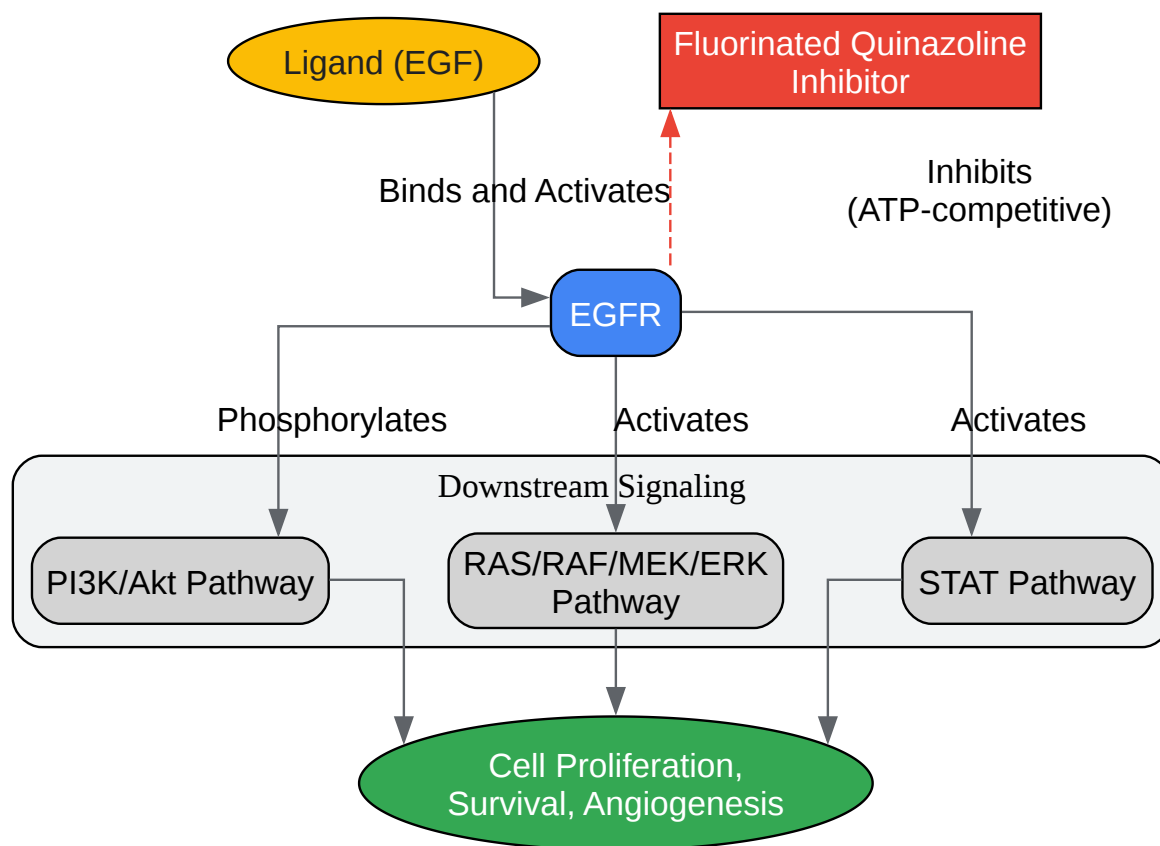 Ligand (EGF)
Fluorinated Quinazoline
Inhibitor
Binds and Activates
Inhibits
(ATP-competitive)
EGFR
Phosphorylates
Activates
Activates
Downstream Signaling
PI3K/Akt Pathway
RAS/RAF/MEK/ERK
Pathway
STAT Pathway
Cell Proliferation,
Survival, Angiogenesis